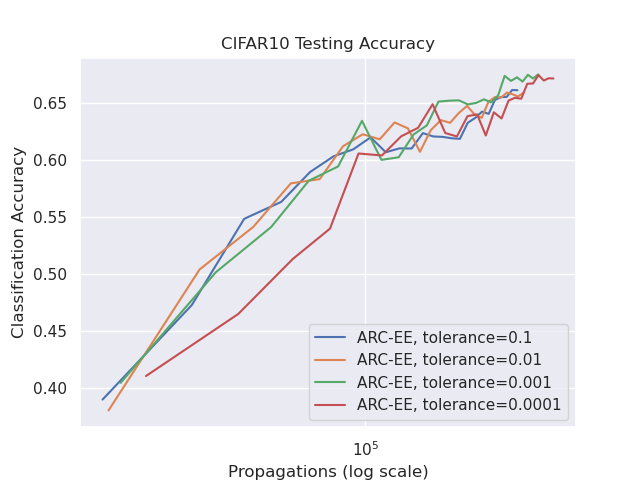 CIFAR10 Testing Accuracy
Classification Accuracy
0.65
0.60
0.55
0.50
0.45
0.40
ARC-EE, tolerance=0.1
ARC-EE, tolerance=0.01
ARC-EE, tolerance=0.001
ARC-EE, tolerance=0.0001
10⁵
Propagations (log scale)